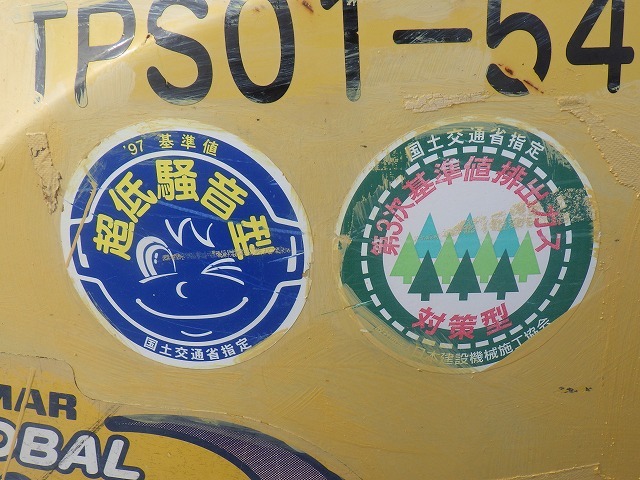 TPS01-54
'97 基準値
超低騒音型
国土交通省指定
国土交通省指定
第3次基準値排出ガス
対策型
日本建設機械施工協会
MAR
OBAL